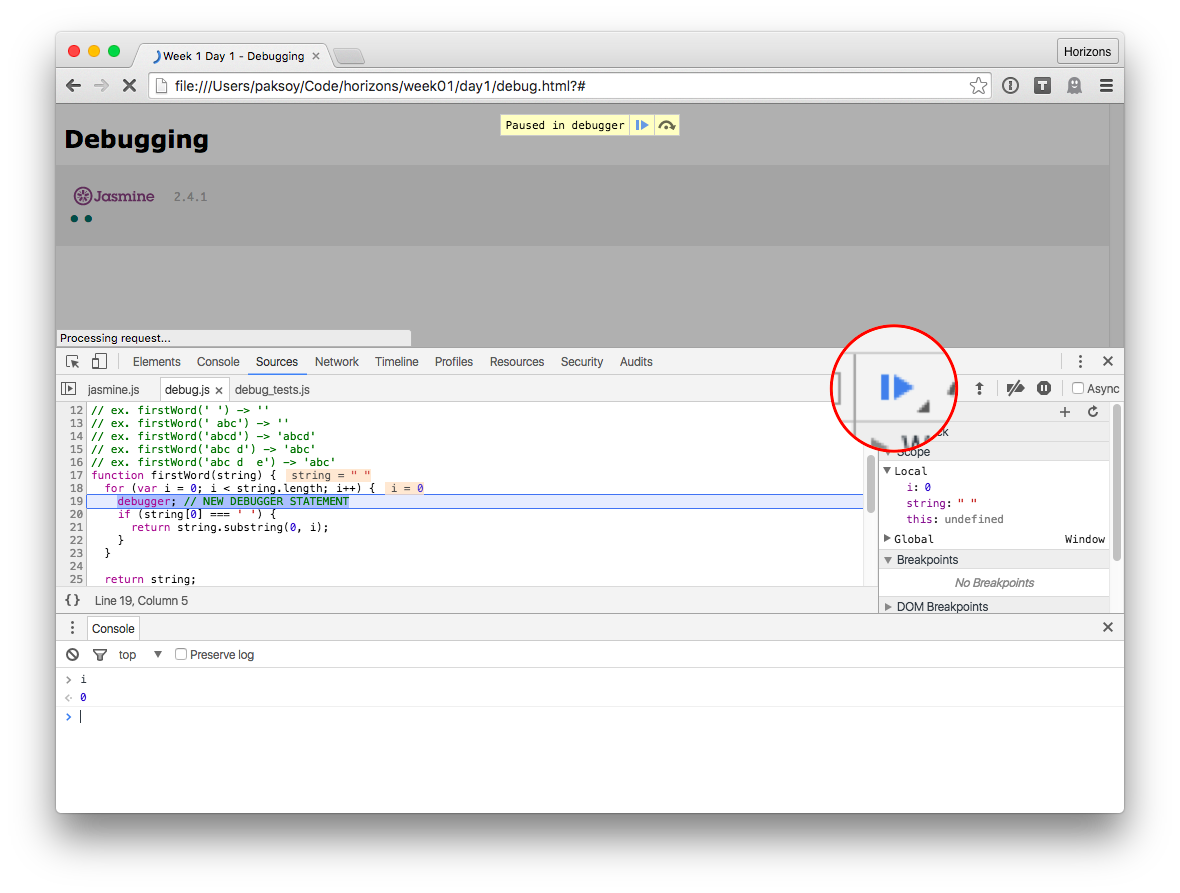 Week 1 Day 1 - Debugging ×
Horizons
file:///Users/paksoy/Code/horizons/week01/day1/debug.html?#
Paused in debugger
Debugging
Jasmine 2.4.1
Processing request...
Elements Console Sources Network Timeline Profiles Resources Security Audits
jasmine.js debug.js × debug_tests.js
Async
12 // ex. firstWord(' ') -> ''
13 // ex. firstWord(' abc') -> ''
14 // ex. firstWord('abcd') -> 'abcd'
15 // ex. firstWord('abc d') -> 'abc'
16 // ex. firstWord('abc d  e') -> 'abc'
17 function firstWord(string) { string = " "
18 for (var i = 0; i < string.length; i++) { i = 0
19 debugger; // NEW DEBUGGER STATEMENT
20 if (string[0] === ' ') {
21 return string.substring(0, i);
22 }
23 }
24
25 return string;
Scope
Local
i: 0
string: " "
this: undefined
Global Window
Breakpoints
No Breakpoints
DOM Breakpoints
{} Line 19, Column 5
Console
top Preserve log
> i
0
>